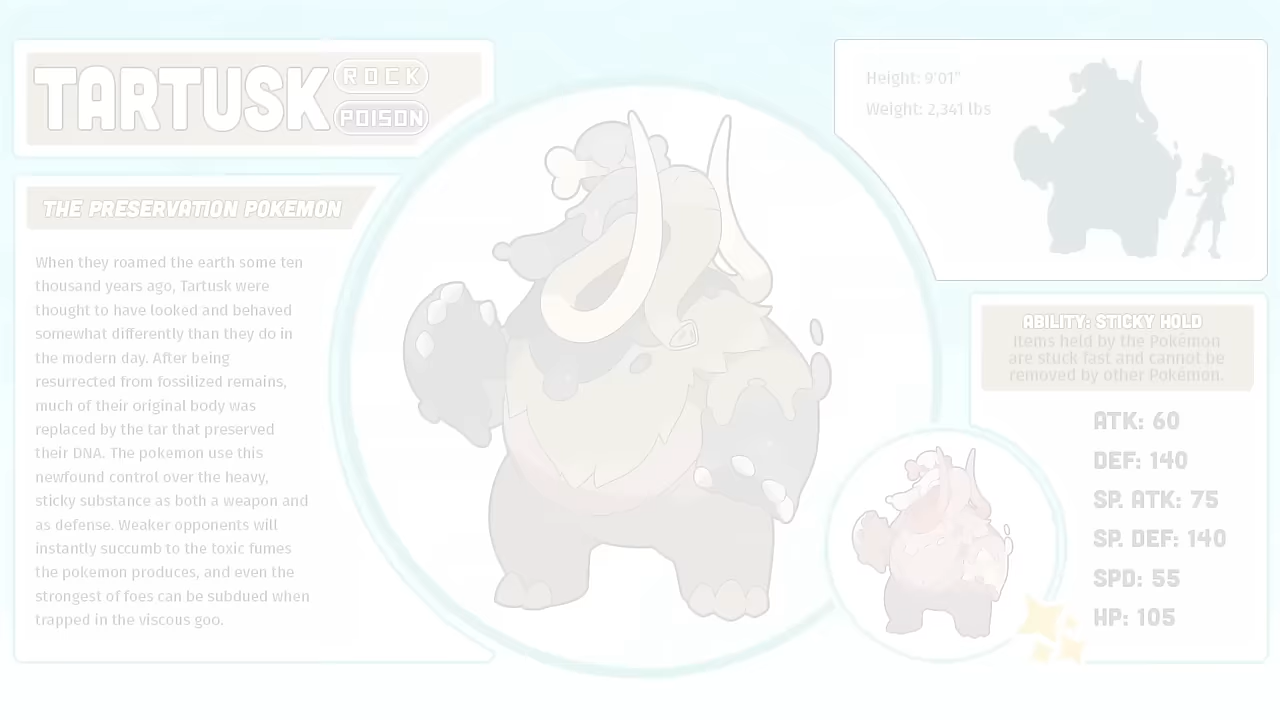 TARTUSK
ROCK
POISON
THE PRESERVATION POKEMON
When they roamed the earth some ten
thousand years ago, Tartusk were
thought to have looked and behaved
somewhat differently than they do in
the modern day. After being
resurrected from fossilized remains,
much of their original body was
replaced by the tar that preserved
their DNA. The pokemon use this
newfound control over the heavy,
sticky substance as both a weapon and
as defense. Weaker opponents will
instantly succumb to the toxic fumes
the pokemon produces, and even the
strongest of foes can be subdued when
trapped in the viscous goo.
Height: 9'01"
Weight: 2,341 lbs
ABILITY: STICKY HOLD
Items held by the Pokémon
are stuck fast and cannot be
removed by other Pokémon.
ATK: 60
DEF: 140
SP. ATK: 75
SP. DEF: 140
SPD: 55
HP: 105